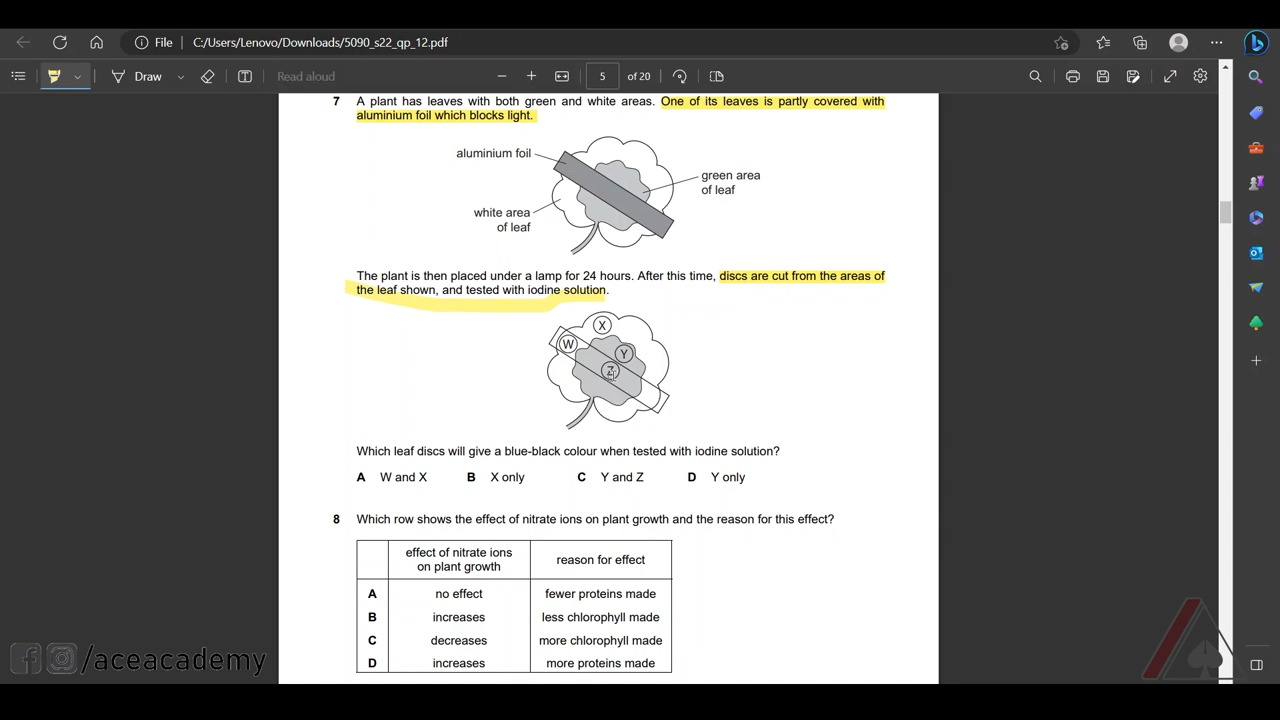 File
C:/Users/Lenovo/Downloads/5090_s22_qp_12.pdf
Draw
Read aloud
5
of 20
7 A plant has leaves with both green and white areas. One of its leaves is partly covered with
aluminium foil which blocks light.
aluminium foil
green area
of leaf
white area
of leaf
The plant is then placed under a lamp for 24 hours. After this time, discs are cut from the areas of
the leaf shown, and tested with iodine solution.
X
W
Y
Z
Which leaf discs will give a blue-black colour when tested with iodine solution?
A W and X B X only C Y and Z D Y only
8 Which row shows the effect of nitrate ions on plant growth and the reason for this effect?
effect of nitrate ions
on plant growth
reason for effect
A no effect fewer proteins made
B increases less chlorophyll made
C decreases more chlorophyll made
D increases more proteins made
/aceacademy